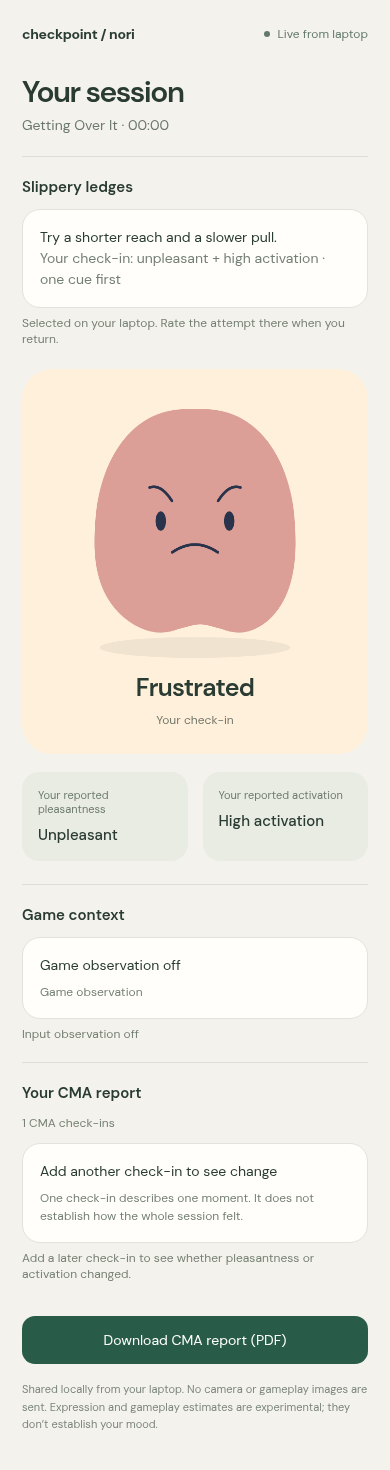 checkpoint / nori
Live from laptop
Your session
Getting Over It · 00:00
Slippery ledges
Try a shorter reach and a slower pull.
Your check-in: unpleasant + high activation ·
one cue first
Selected on your laptop. Rate the attempt there when you
return.
Frustrated
Your check-in
Your reported
pleasantness
Unpleasant
Your reported activation
High activation
Game context
Game observation off
Game observation
Input observation off
Your CMA report
1 CMA check-ins
Add another check-in to see change
One check-in describes one moment. It does not
establish how the whole session felt.
Add a later check-in to see whether pleasantness or
activation changed.
Download CMA report (PDF)
Shared locally from your laptop. No camera or gameplay images are
sent. Expression and gameplay estimates are experimental; they
don’t establish your mood.